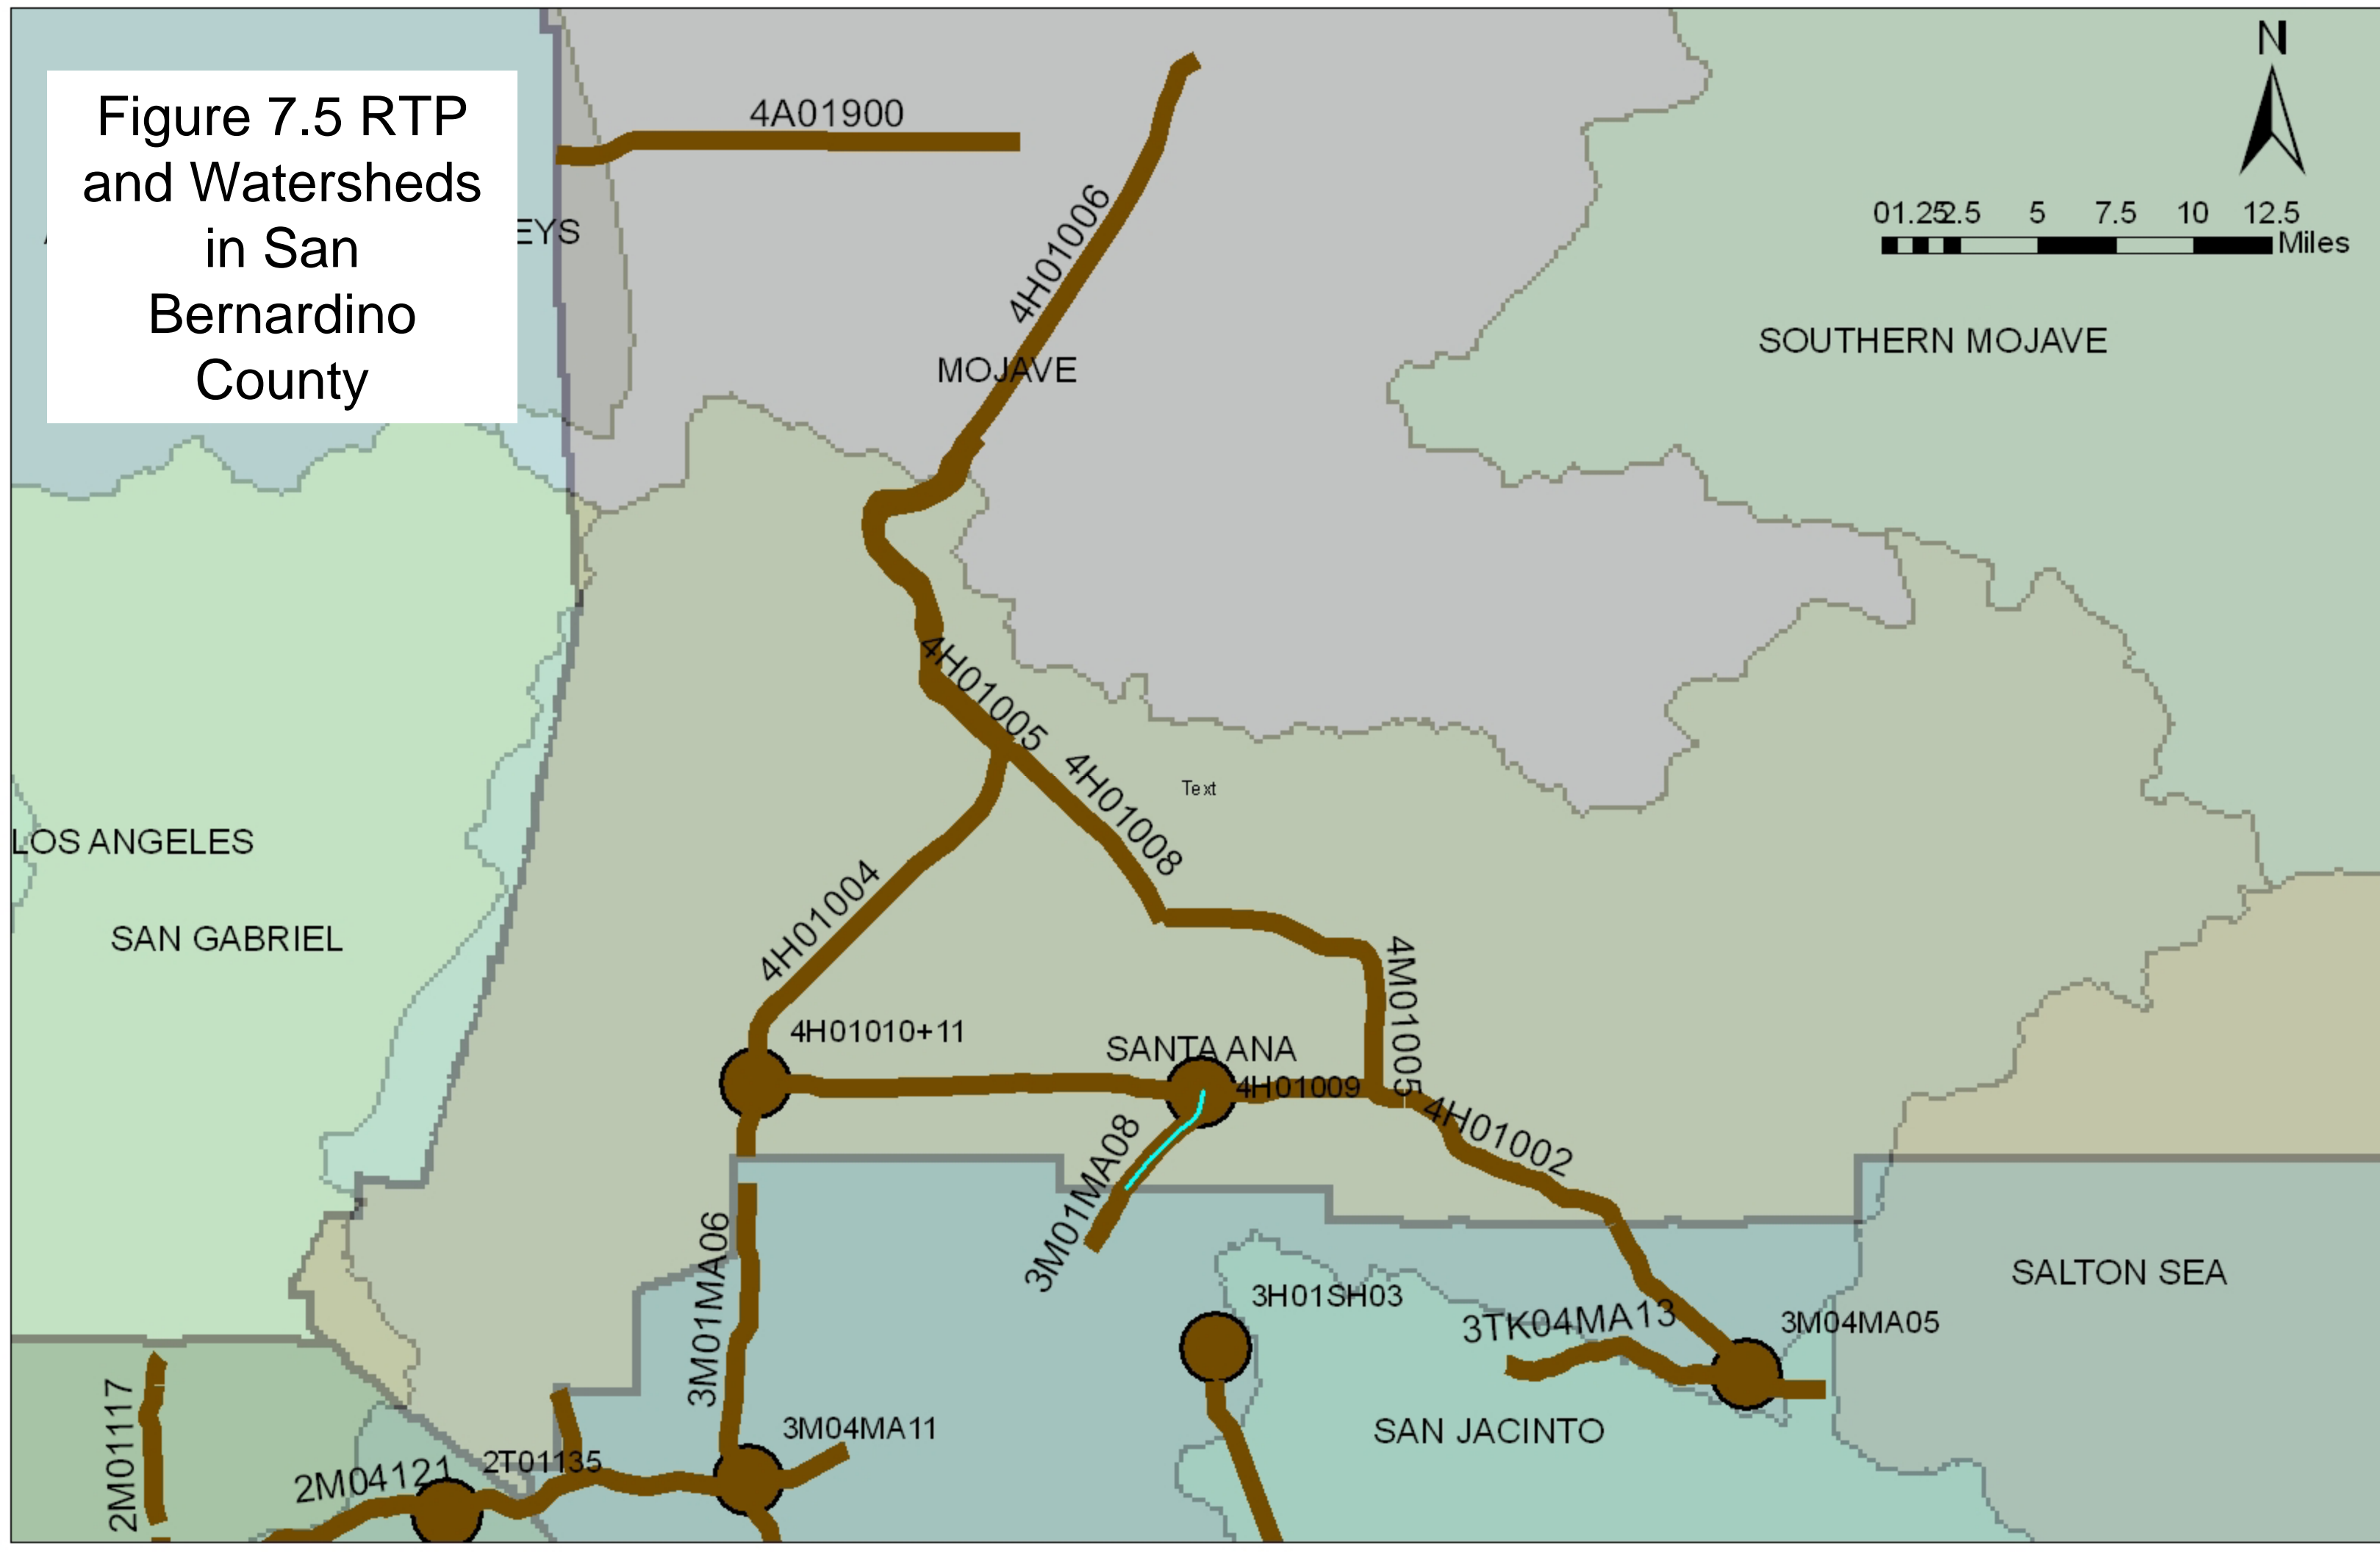 Figure 7.5 RTP
and Watersheds
in San
Bernardino
County
N
01.252.5 5 7.5 10 12.5
Miles
4A01900
EYS
4H01006
MOJAVE
SOUTHERN MOJAVE
4H01005
4H01008
Text
LOS ANGELES
SAN GABRIEL
4H01004
4M01005
4H01010+11
SANTA ANA
4H01009
4H01002
3M01MA08
3M01MA06
SALTON SEA
3H01SH03
3TK04MA13
3M04MA05
2M01117
3M04MA11
SAN JACINTO
2M04121
2T01135